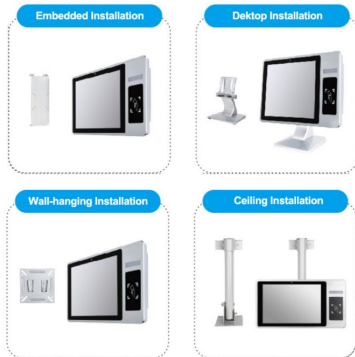 Embedded Installation
Dektop Installation
Wall-hanging Installation
Ceiling Installation